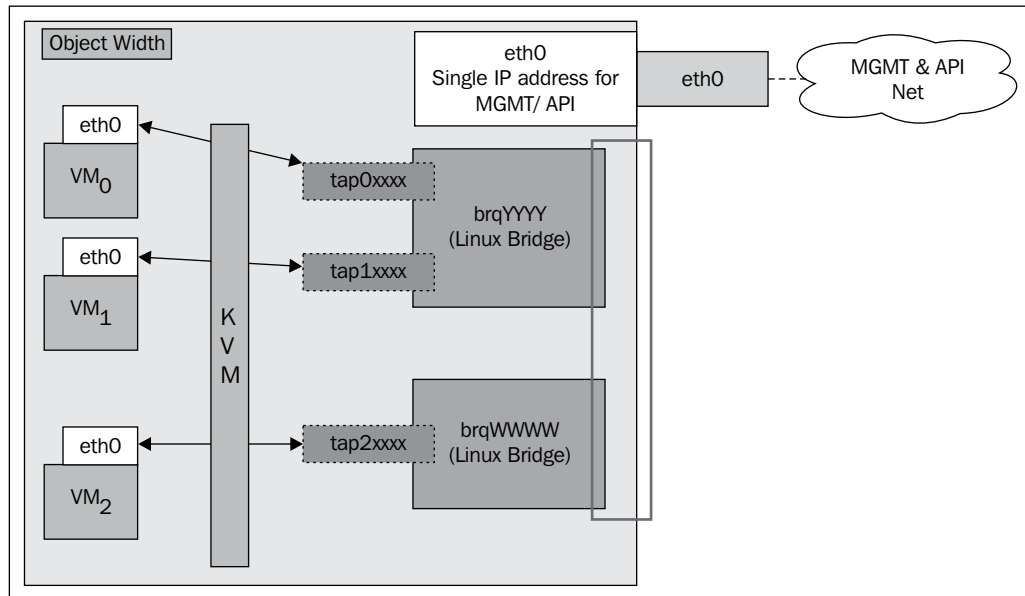 Object Width
eth0
Single IP address for
MGMT/ API
eth0
MGMT & API
Net
eth0
VM0
tap0xxxx
brqYYYY
(Linux Bridge)
eth0
VM1
tap1xxxx
K
V
M
eth0
VM2
tap2xxxx
brqWWWW
(Linux Bridge)